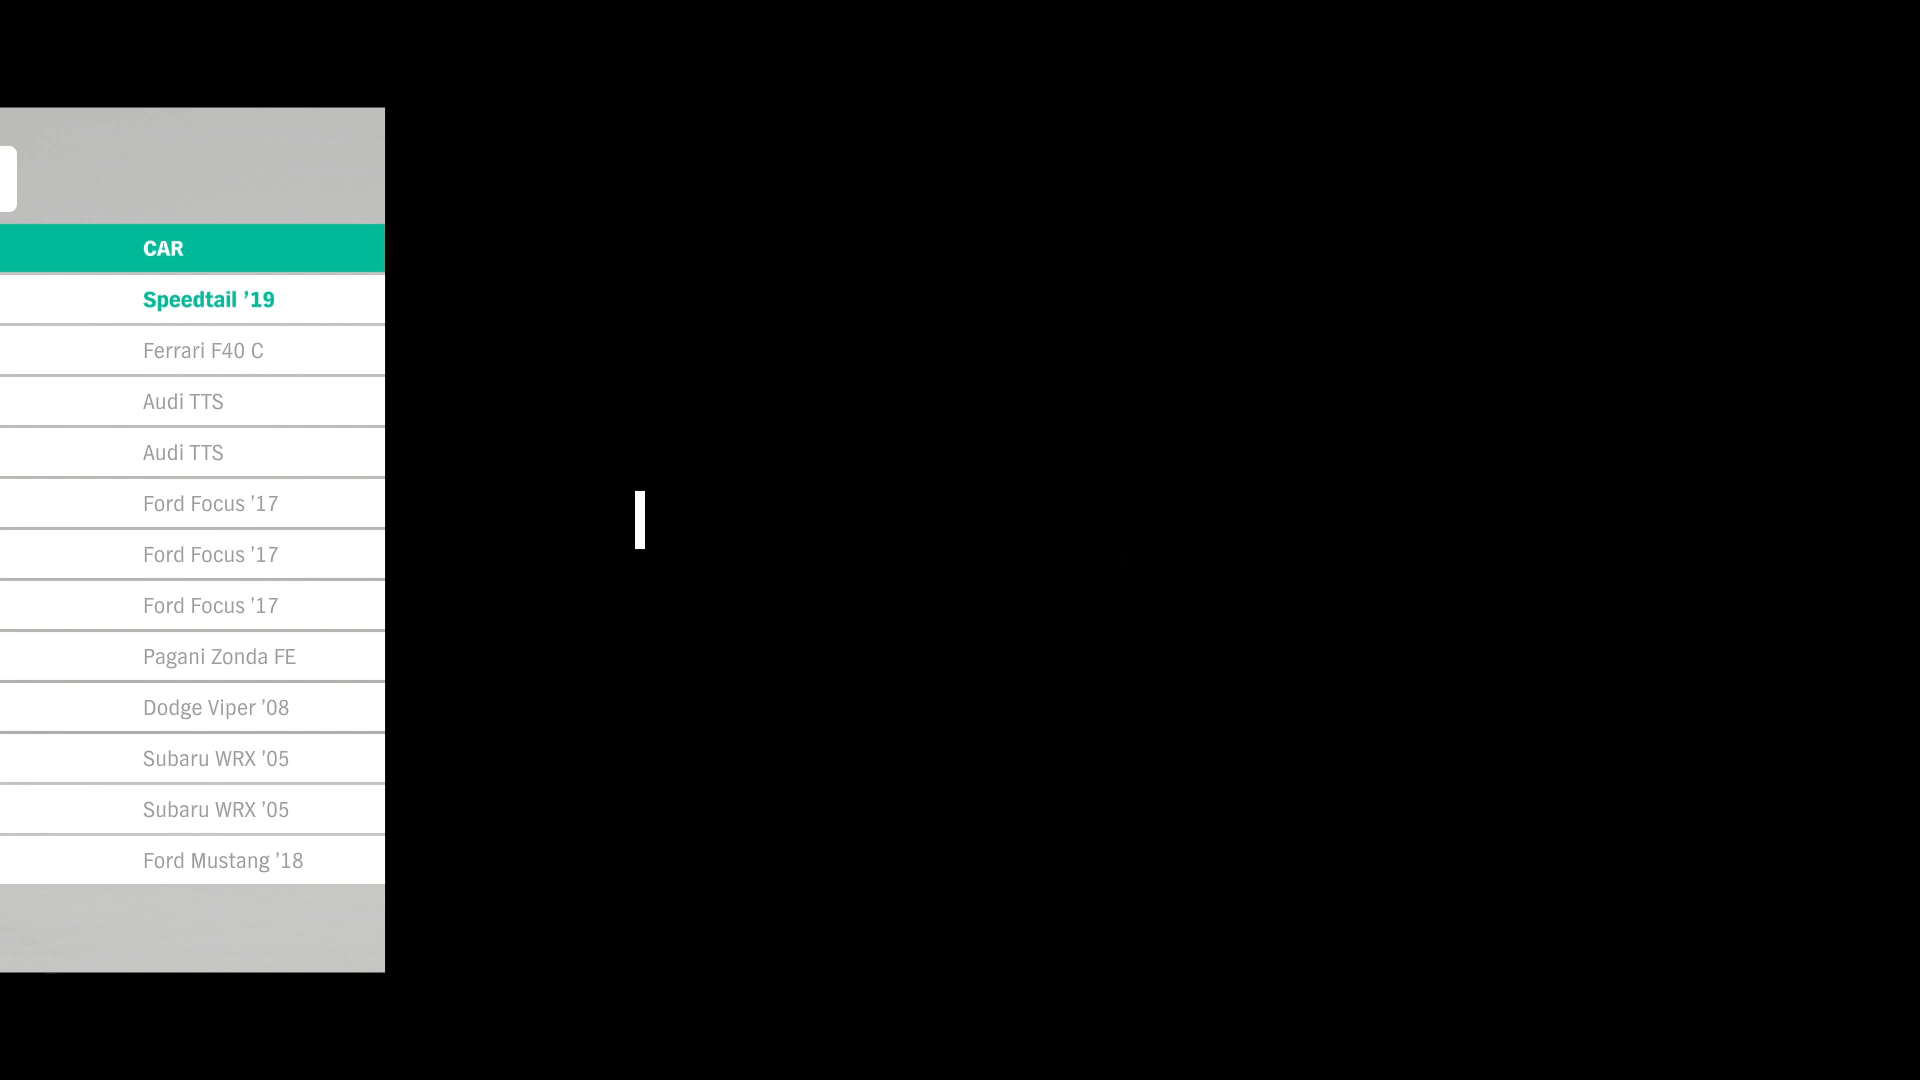 CAR
Speedtail ’19
Ferrari F40 C
Audi TTS
Audi TTS
Ford Focus ’17
Ford Focus ’17
Ford Focus ’17
Pagani Zonda FE
Dodge Viper ’08
Subaru WRX ’05
Subaru WRX ’05
Ford Mustang ’18